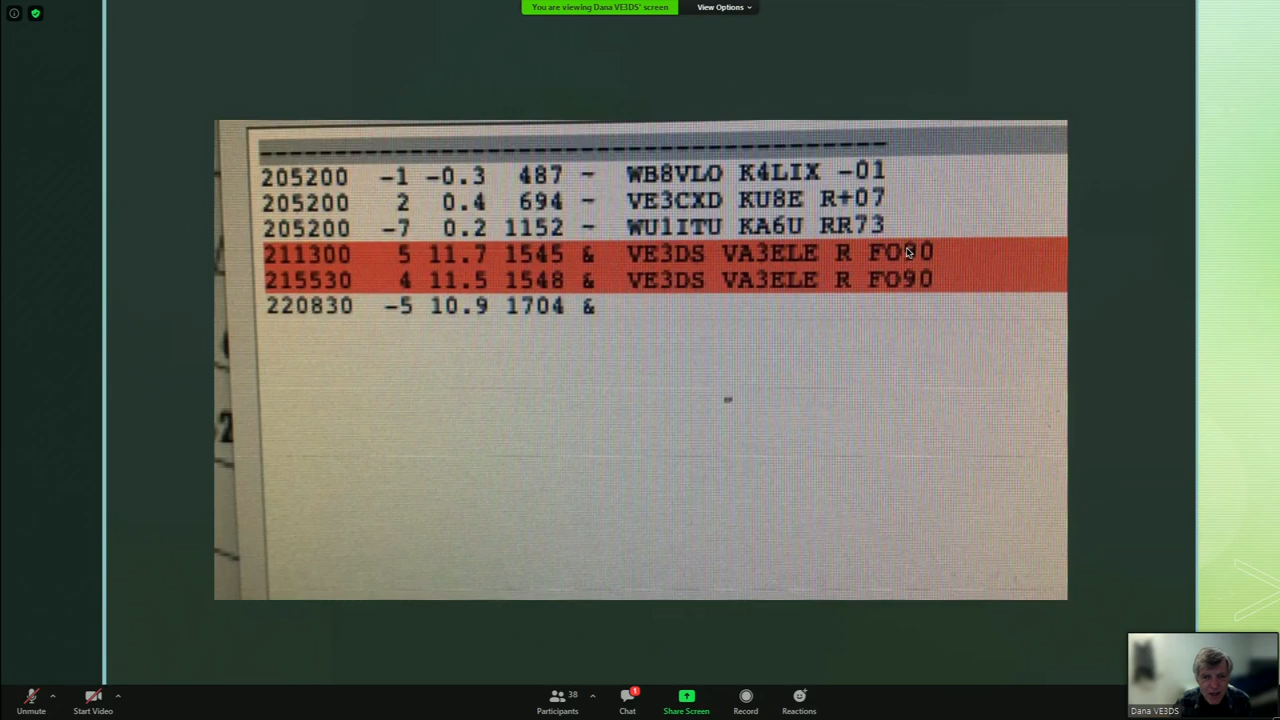 You are viewing Dana VE3DS' screen
View Options
------------------------------------------------------
205200 -1 -0.3 487 ~ WB8VLO K4LIX -01
205200 2 0.4 694 ~ VE3CXD KU8E R+07
205200 -7 0.2 1152 ~ WU1ITU KA6U RR73
211300 5 11.7 1545 & VE3DS VA3ELE R FO90
215530 4 11.5 1548 & VE3DS VA3ELE R FO90
220830 -5 10.9 1704 &
2
Unmute
Start Video
38
Participants
1
Chat
Share Screen
Record
Reactions
Dana VE3DS